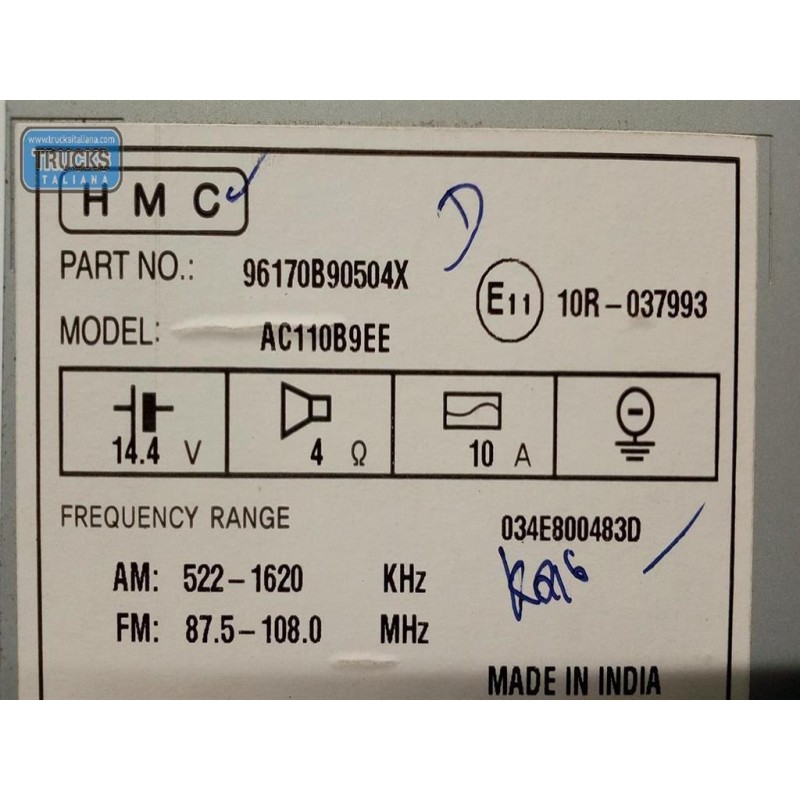 www.trucksitaliana.com
TRUCKS
ITALIANA
HMC
D
PART NO.: 96170B90504X
E11 10R-037993
MODEL: AC110B9EE
14.4 V 4 Ω 10 A
FREQUENCY RANGE
034E800483D
AM: 522-1620 KHz
FM: 87.5-108.0 MHz
MADE IN INDIA